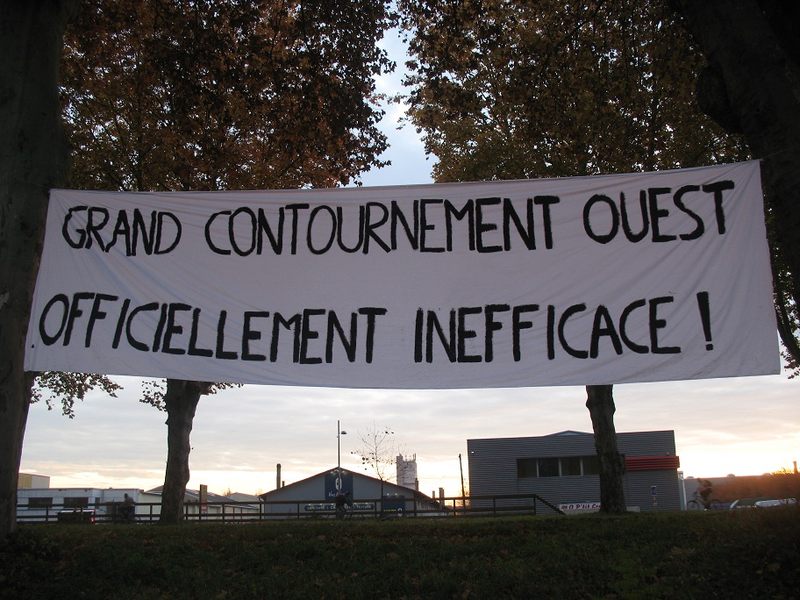 GRAND CONTOURNEMENT OUEST
OFFICIELLEMENT INEFFICACE !